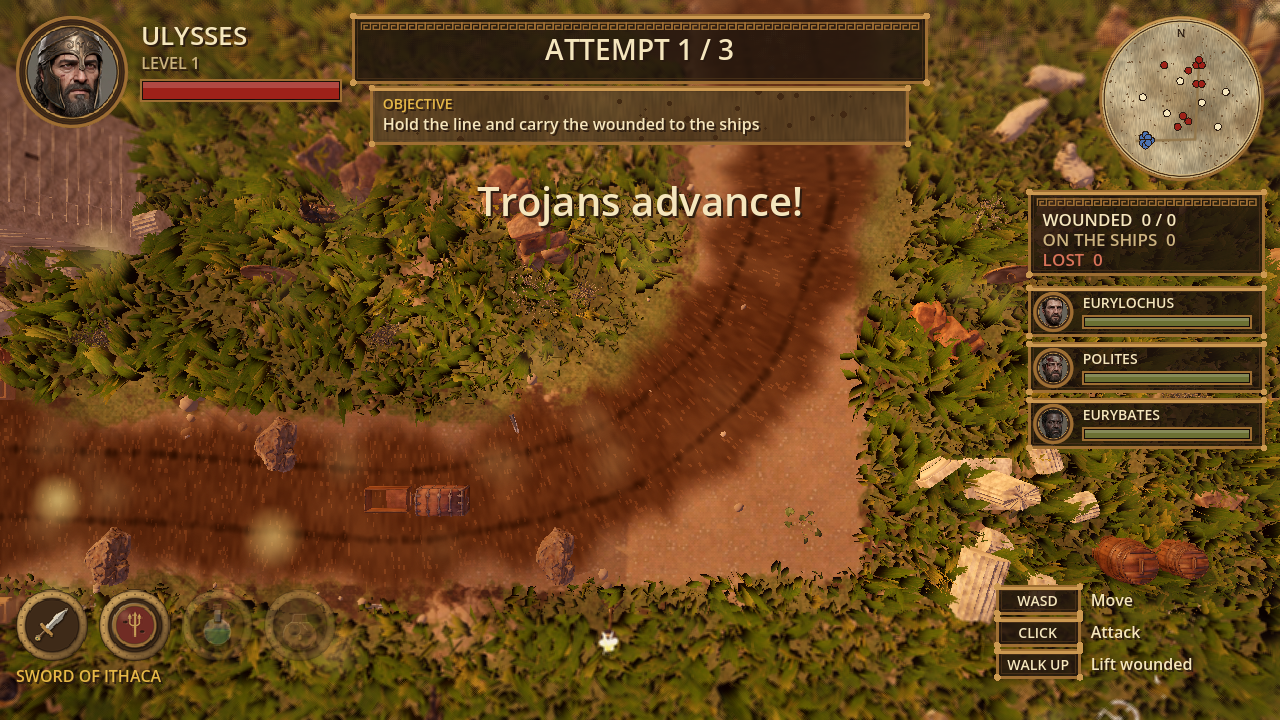 ULYSSES
LEVEL 1
ATTEMPT 1 / 3
OBJECTIVE
Hold the line and carry the wounded to the ships
N
Trojans advance!
WOUNDED 0 / 0
ON THE SHIPS 0
LOST 0
EURYLOCHUS
POLITES
EURYBATES
SWORD OF ITHACA
WASD Move
CLICK Attack
WALK UP Lift wounded